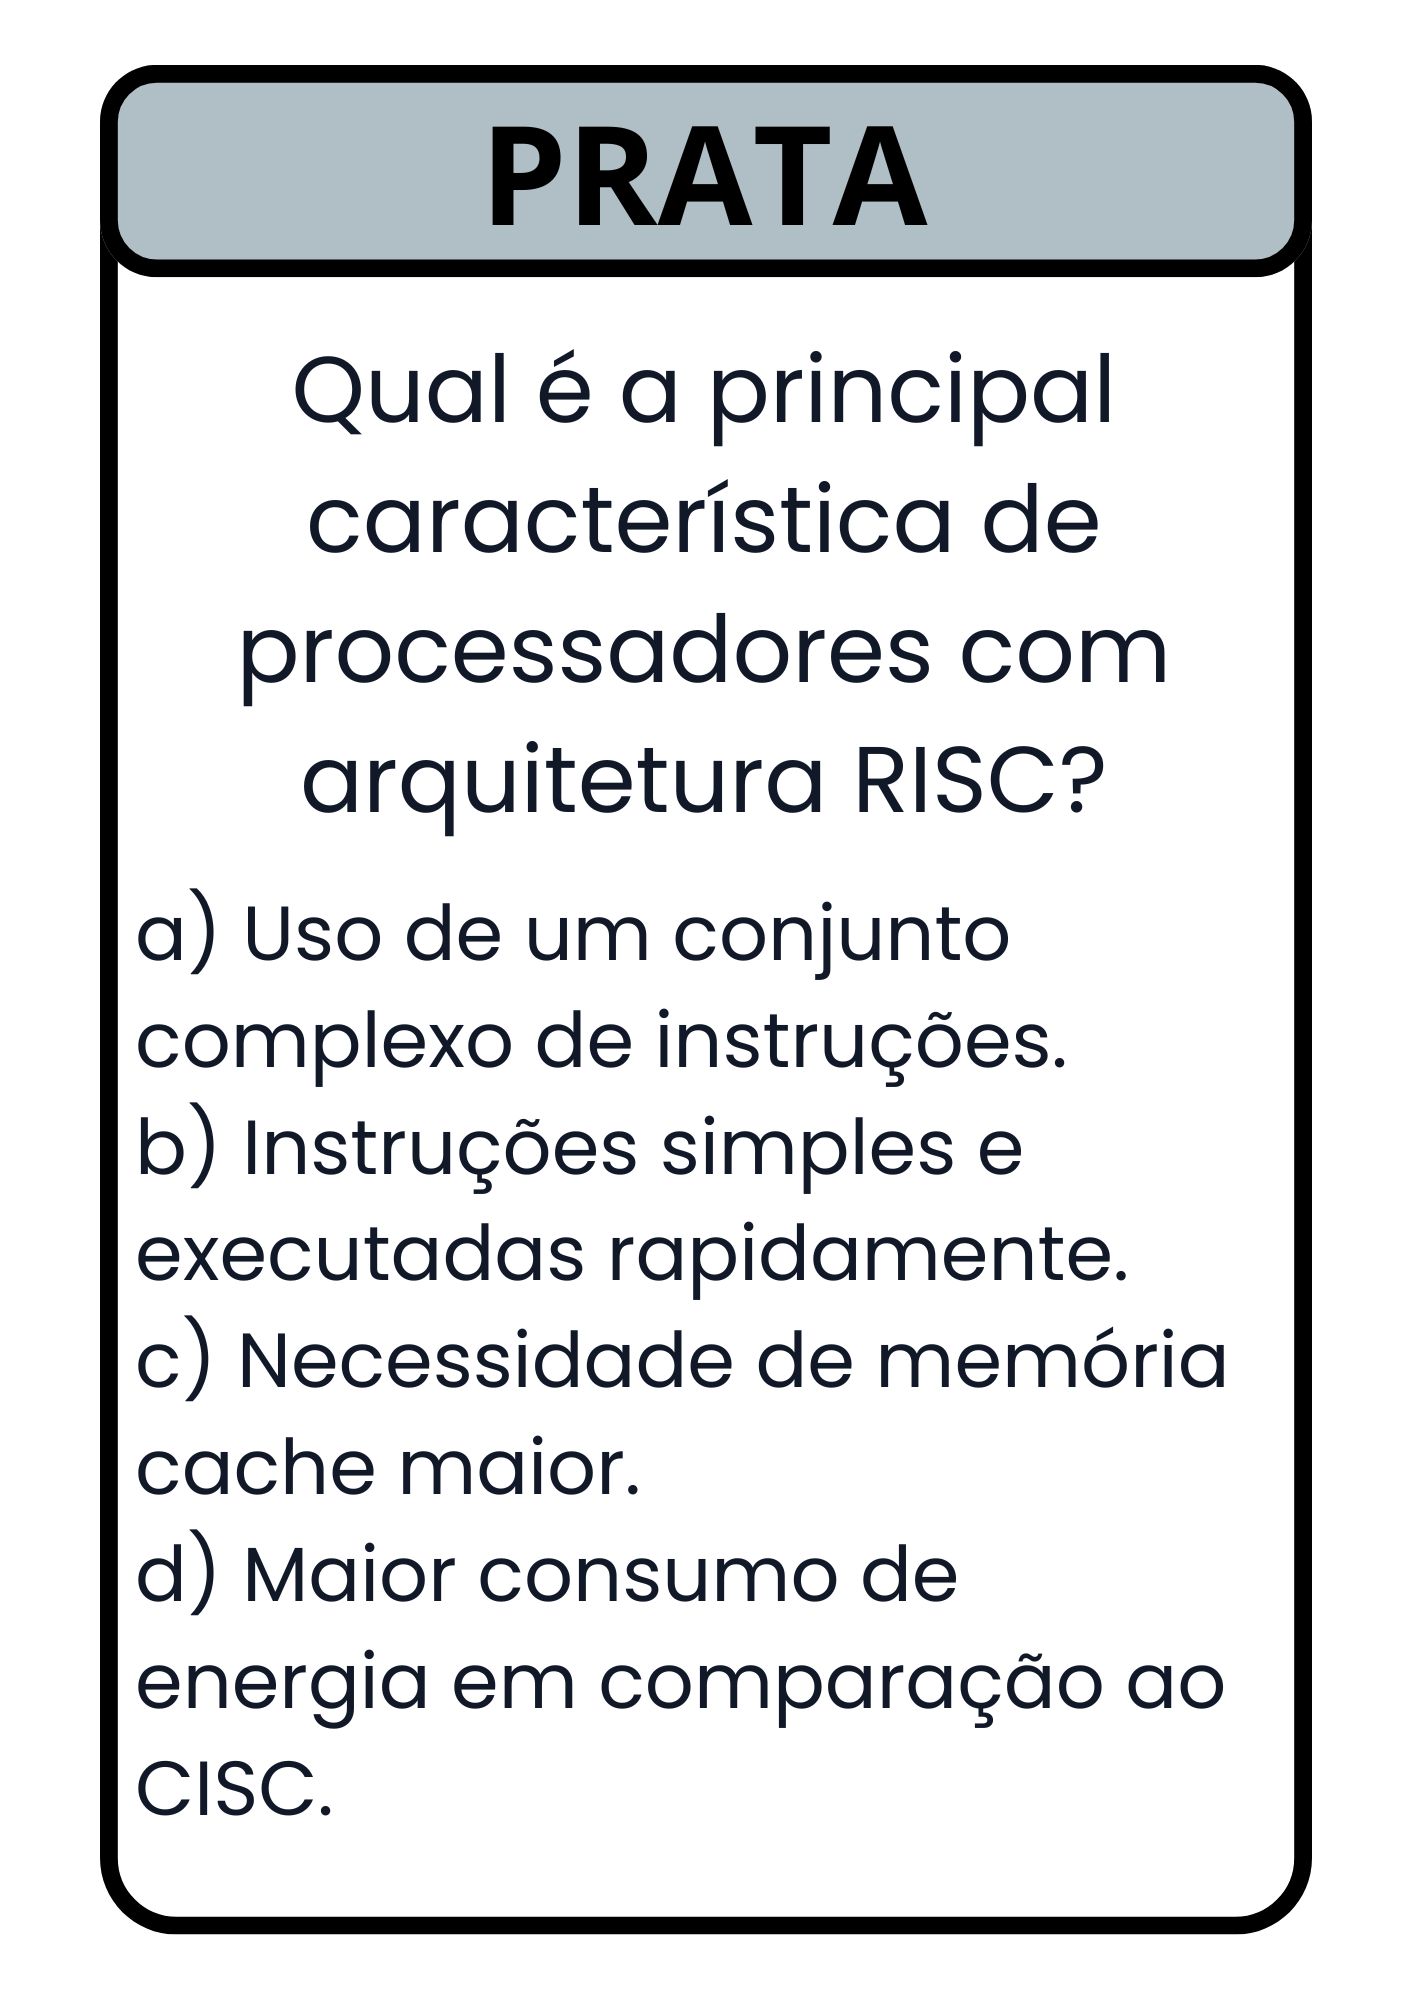 PRATA
Qual é a principal
característica de
processadores com
arquitetura RISC?
a) Uso de um conjunto
complexo de instruções.
b) Instruções simples e
executadas rapidamente.
c) Necessidade de memória
cache maior.
d) Maior consumo de
energia em comparação ao
CISC.